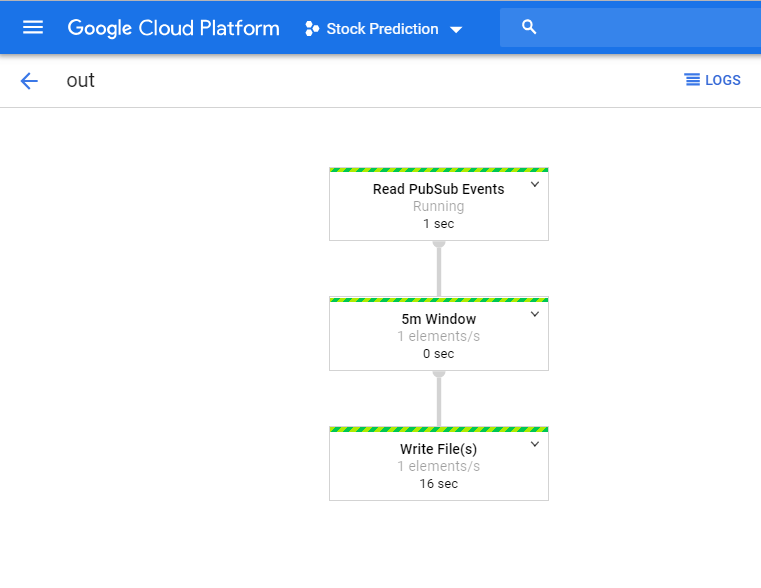 Google Cloud Platform Stock Prediction
out LOGS
Read PubSub Events
Running
1 sec
5m Window
1 elements/s
0 sec
Write File(s)
1 elements/s
16 sec